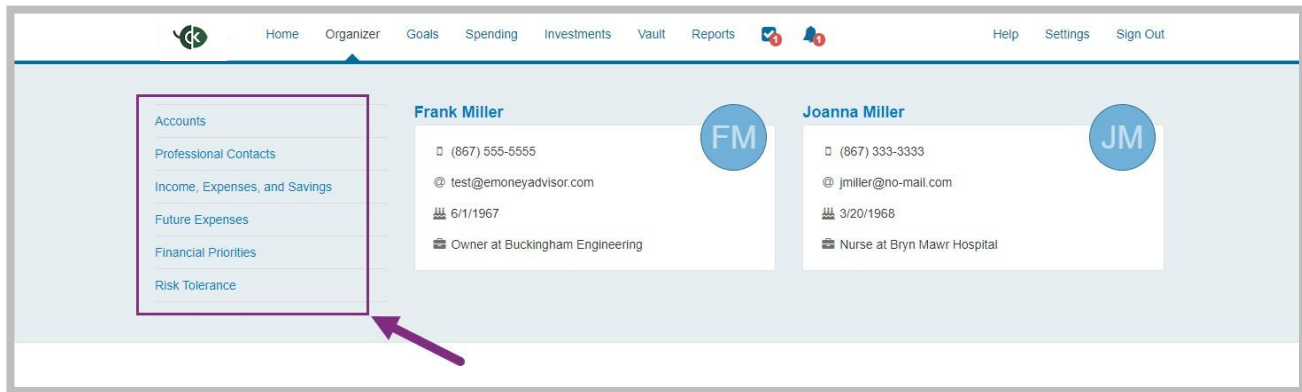 CK
Home Organizer Goals Spending Investments Vault Reports 1 1 Help Settings Sign Out
Accounts
Professional Contacts
Income, Expenses, and Savings
Future Expenses
Financial Priorities
Risk Tolerance
Frank Miller
FM
(867) 555-5555
@ test@emoneyadvisor.com
6/1/1967
Owner at Buckingham Engineering
Joanna Miller
JM
(867) 333-3333
@ jmiller@no-mail.com
3/20/1968
Nurse at Bryn Mawr Hospital